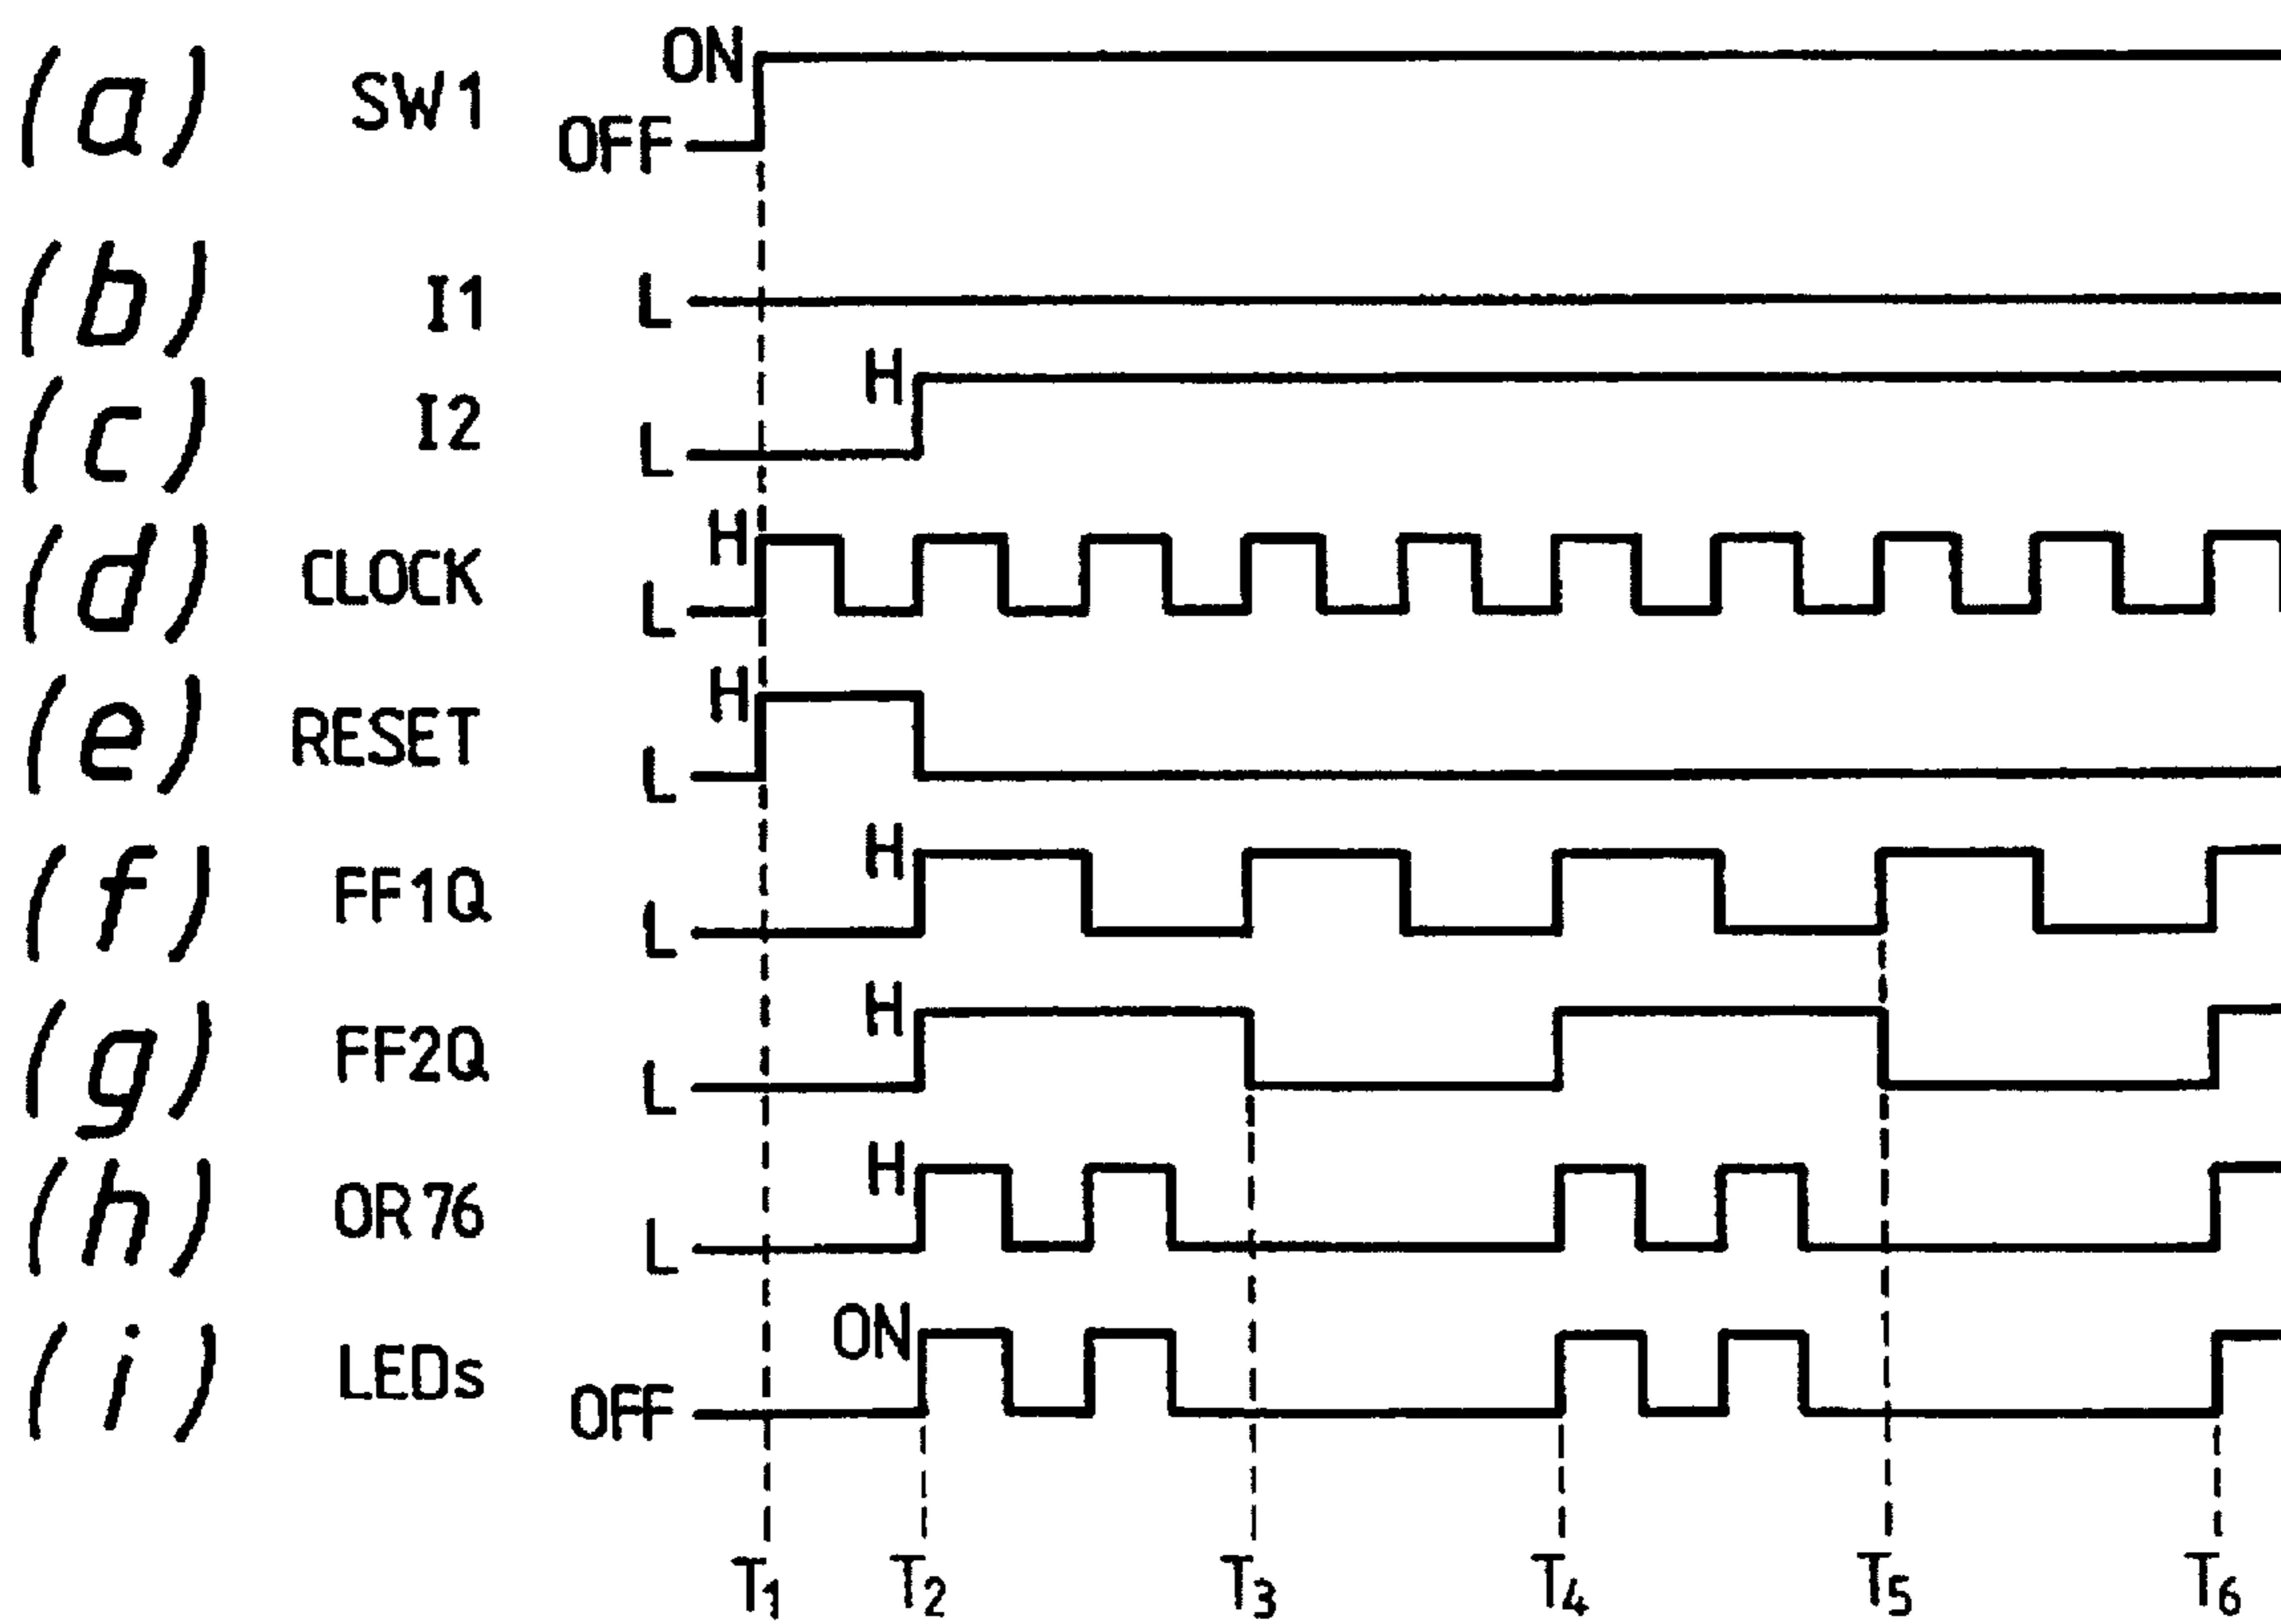 (a) SW1 ON OFF
(b) I1 L
(c) I2 H L
(d) CLOCK H L
(e) RESET H L
(f) FF1Q H L
(g) FF2Q H L
(h) OR76 H L
(i) LEDs ON OFF
T1 T2 T3 T4 T5 T6